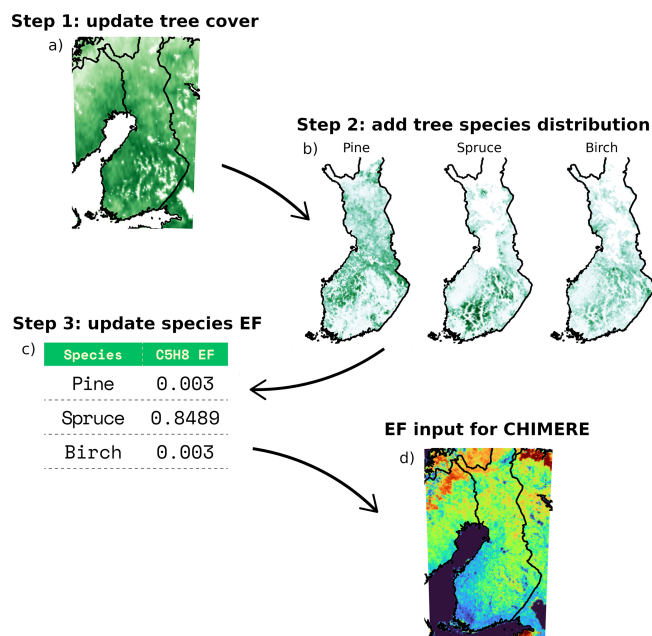 Step 1: update tree cover
a)
Step 2: add tree species distribution
b) Pine Spruce Birch
Step 3: update species EF
c)
Species C5H8 EF
Pine 0.003
Spruce 0.8489
Birch 0.003
EF input for CHIMERE
d)